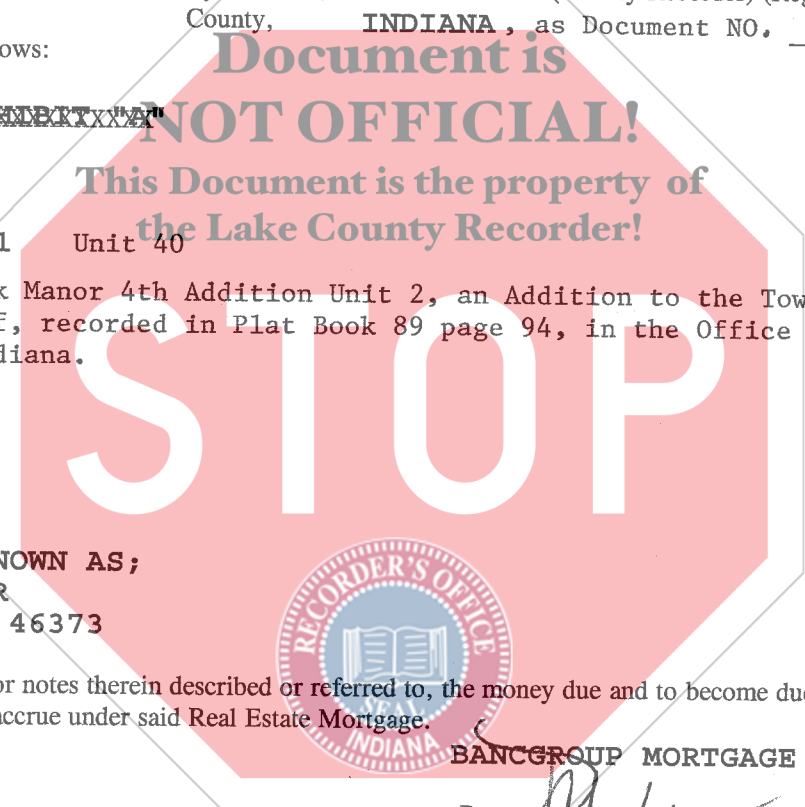 County, INDIANA, as Document NO.
ows:
Document is
HIBIT "A"
NOT OFFICIAL!
This Document is the property of
the Lake County Recorder!
1 Unit 40
k Manor 4th Addition Unit 2, an Addition to the Tow
f, recorded in Plat Book 89 page 94, in the Office
diana.
STOP
NOWN AS;
R
46373
RECORDER'S OFFICE
SEAL
INDIANA
or notes therein described or referred to, the money due and to become due
accrue under said Real Estate Mortgage.
BANCGROUP MORTGAGE